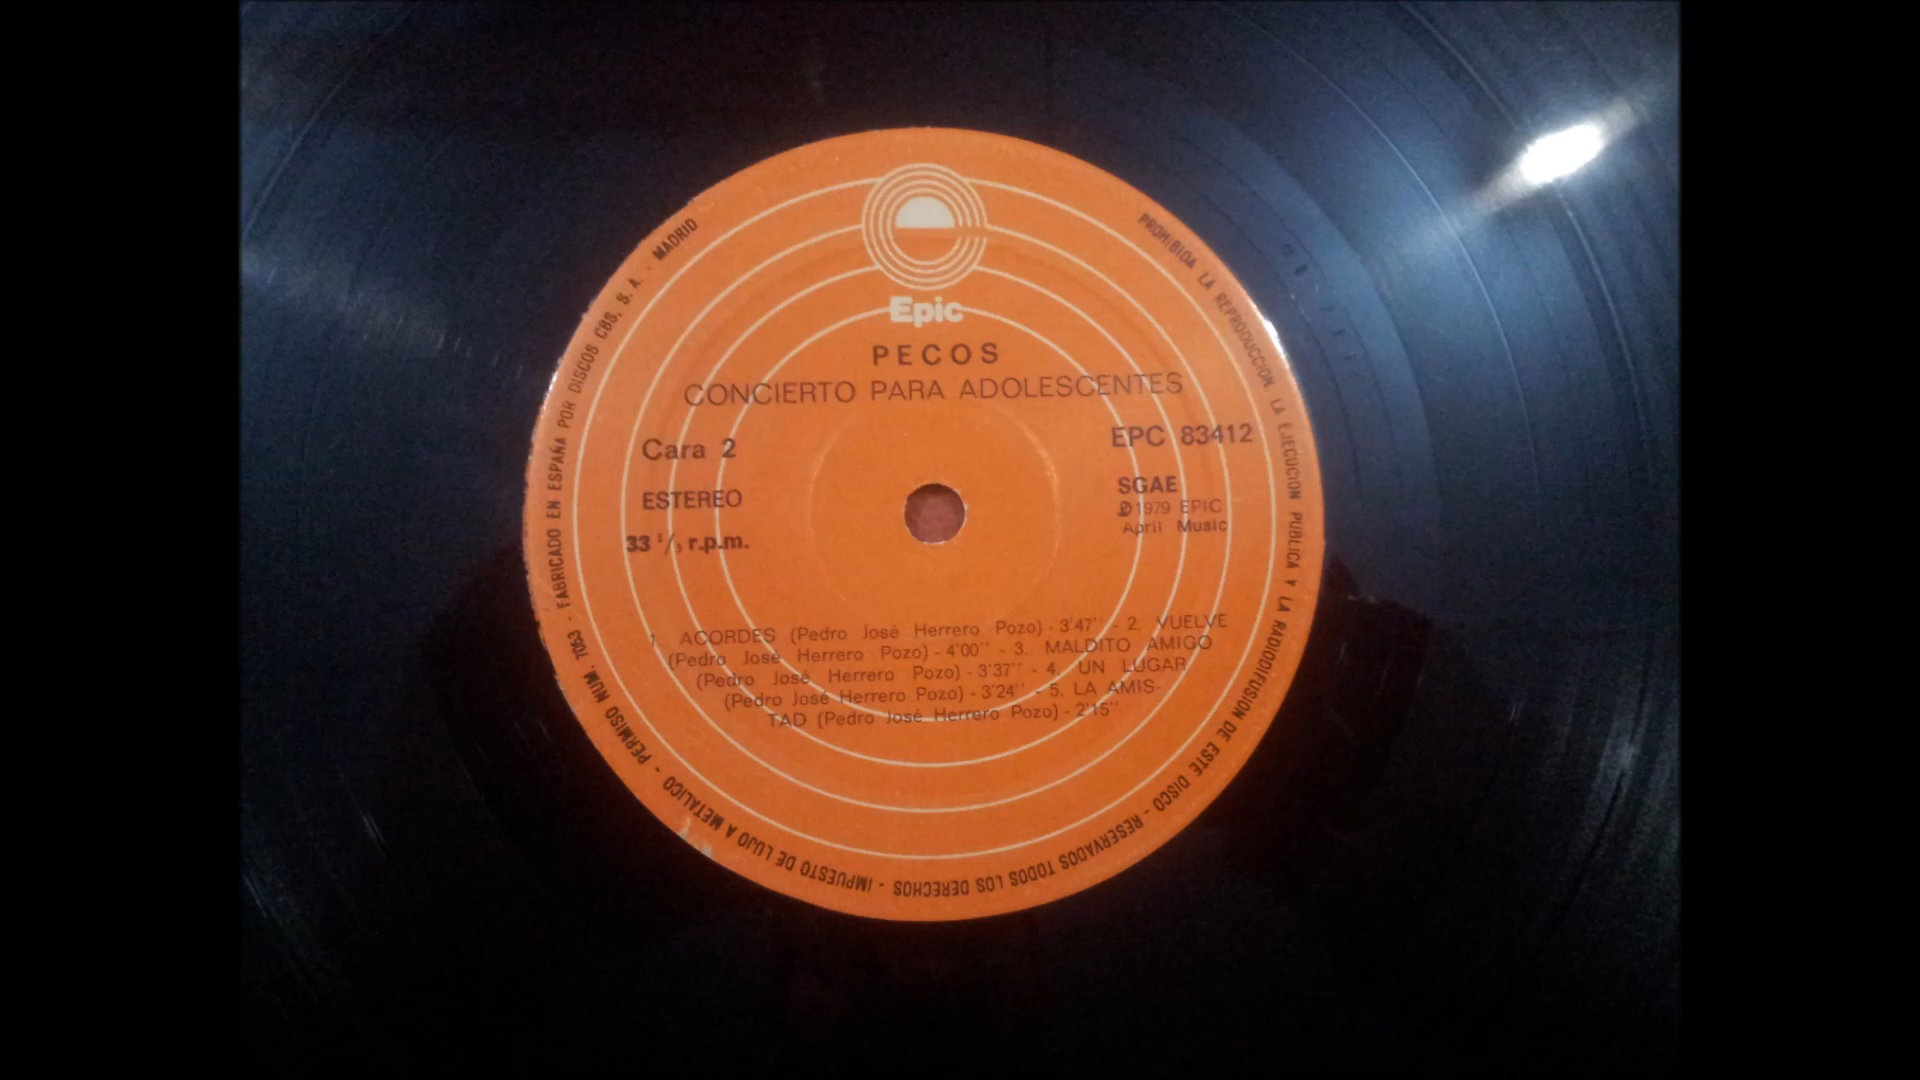 Epic
PECOS
CONCIERTO PARA ADOLESCENTES
Cara 2
EPC 83412
ESTEREO
SGAE
℗ 1979 EPIC
April Music
33 1/3 r.p.m.
1. ACORDES (Pedro José Herrero Pozo) - 3'47'' - 2. VUELVE
(Pedro José Herrero Pozo) - 4'00'' - 3. MALDITO AMIGO
(Pedro José Herrero Pozo) - 3'37'' - 4. UN LUGAR
(Pedro José Herrero Pozo) - 3'24'' - 5. LA AMIS-
TAD (Pedro José Herrero Pozo) - 2'15''
PROHIBIDA LA REPRODUCCION, LA EJECUCION PUBLICA Y LA RADIODIFUSION DE ESTE DISCO - RESERVADOS TODOS LOS DERECHOS - IMPUESTO DE LUJO A METALICO - PERMISO NUM. 7053 - FABRICADO EN ESPAÑA POR DISCOS CBS, S. A. - MADRID